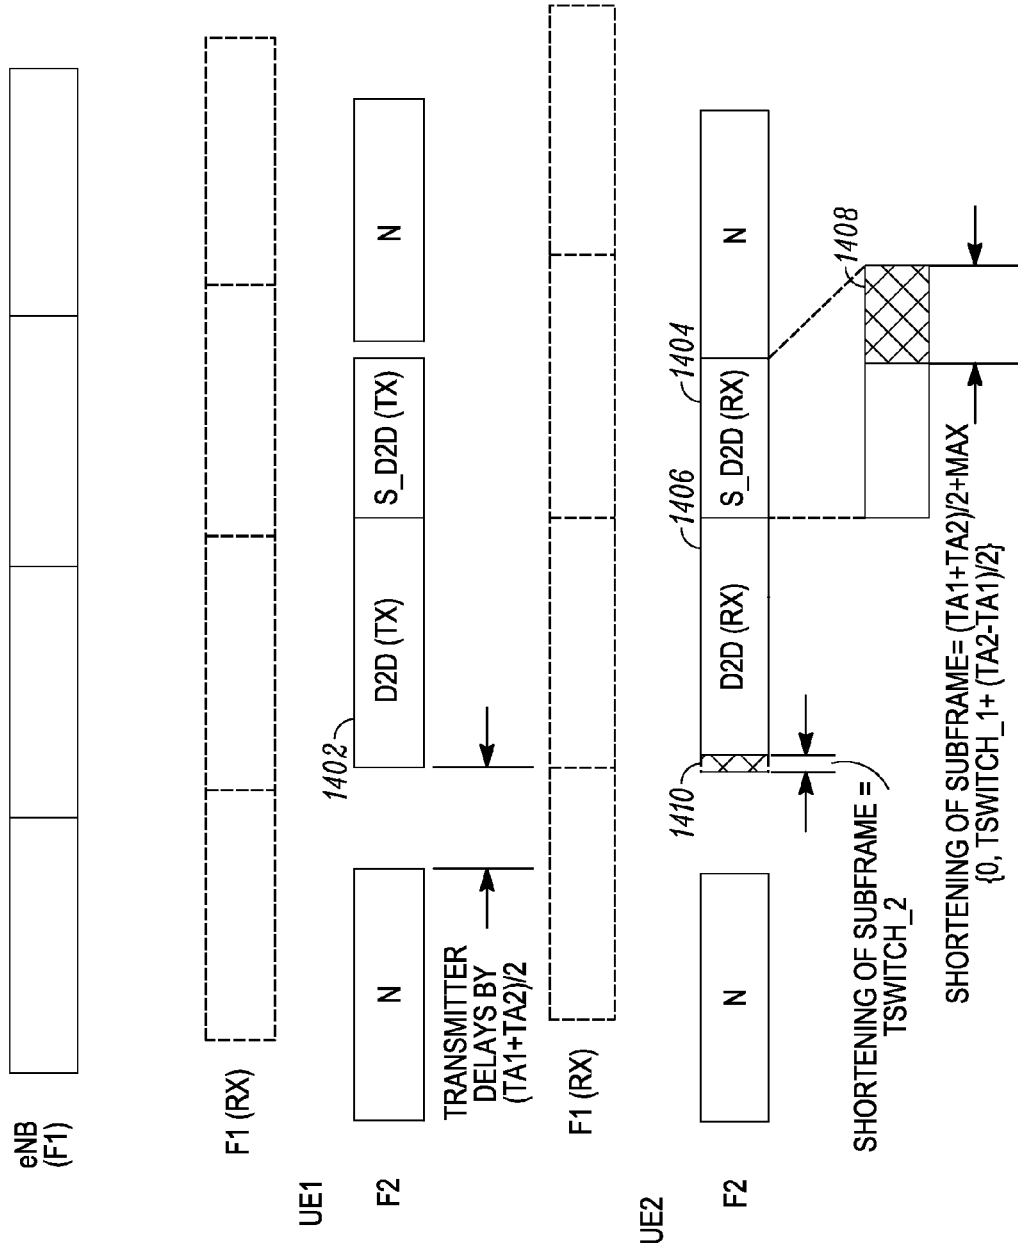 eNB
(F1)
F1 (RX)
UE1
F2
N
1402
D2D (TX)
S_D2D (TX)
N
TRANSMITTER
DELAYS BY
(TA1+TA2)/2
F1 (RX)
UE2
F2
N
1410
D2D (RX)
1406
S_D2D (RX)
1404
N
1408
SHORTENING OF SUBFRAME =
TSWITCH_2
SHORTENING OF SUBFRAME= (TA1+TA2)/2+MAX
{0, TSWITCH_1+ (TA2-TA1)/2}